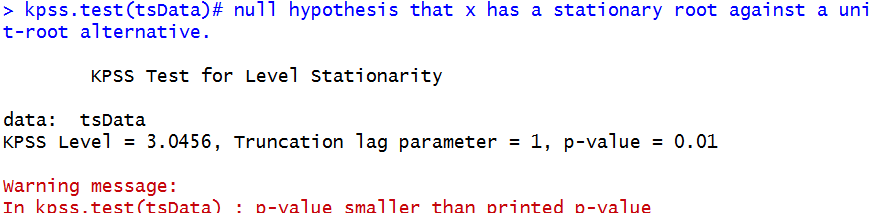 > kpss.test(tsData)# null hypothesis that x has a stationary root against a uni
t-root alternative.
KPSS Test for Level Stationarity
data:  tsData
KPSS Level = 3.0456, Truncation lag parameter = 1, p-value = 0.01
Warning message:
In kpss.test(tsData) : p-value smaller than printed p-value